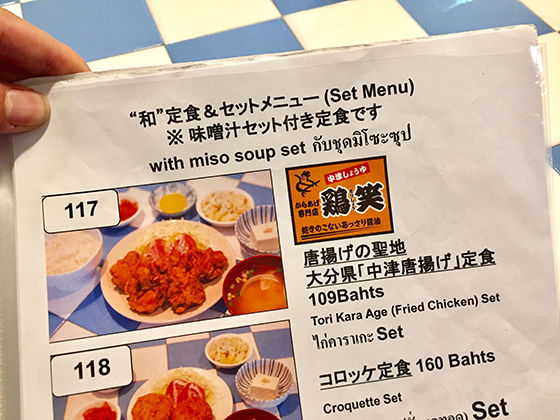 “和”定食＆セットメニュー(Set Menu)
※ 味噌汁セット付き定食です
with miso soup set กับชุดมิโซะซุป
117
中津しょうゆ
からあげ専門店
鶏笑
とりしょう
飽きのこないあっさり醤油
唐揚げの聖地
大分県「中津唐揚げ」定食
109Bahts
Tori Kara Age (Fried Chicken) Set
ไก่คาราเกะ Set
118
コロッケ定食 160 Bahts
Croquette Set
Set